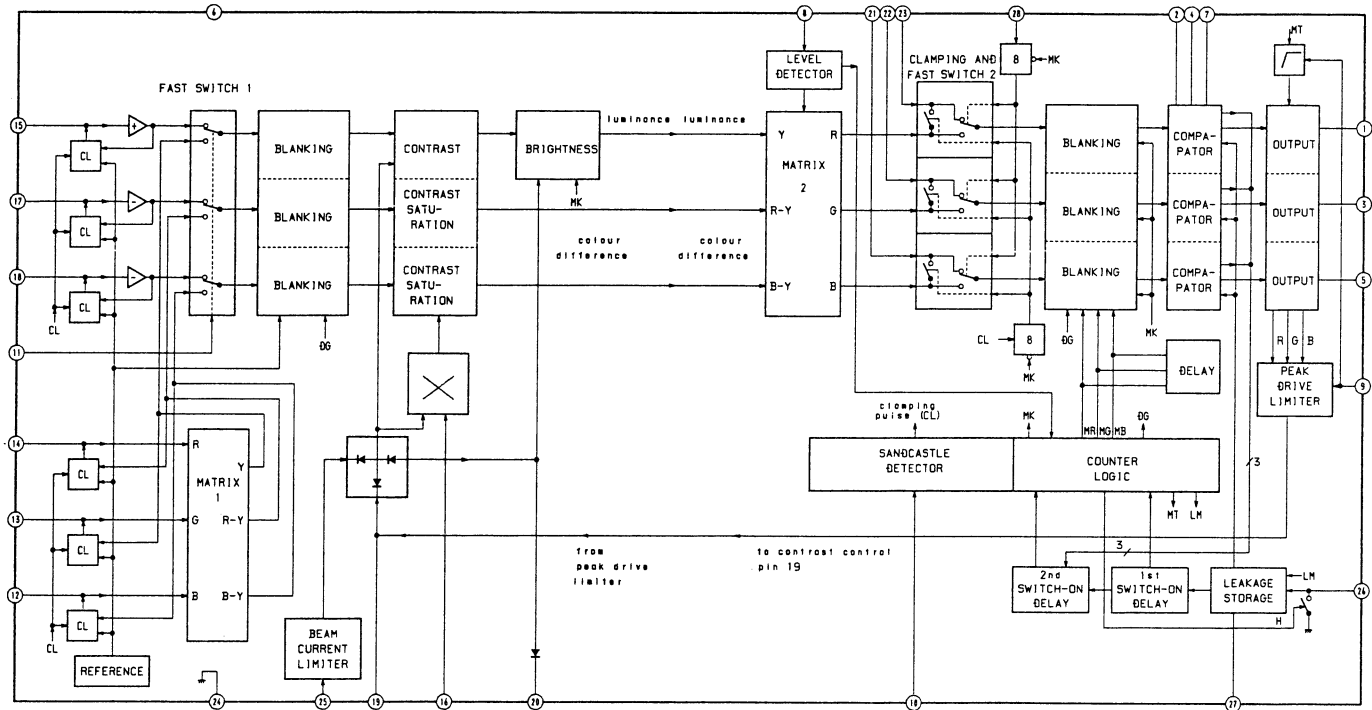 6
8
21
22
23
28
2
4
7
MT
LEVEL
DETECTOR
CLAMPING AND
FAST SWITCH 2
8
MK
FAST SWITCH 1
15
+
CL
17
-
CL
18
-
CL
CL
11
BLANKING
BLANKING
BLANKING
DG
CONTRAST
CONTRAST
SATU-
RATION
CONTRAST
SATU-
RATION
BRIGHTNESS
MK
luminance luminance
colour
difference
colour
difference
Y
R
MATRIX
2
R-Y
G
B-Y
B
CL
8
MK
BLANKING
BLANKING
BLANKING
DG
MK
COMPA-
PATOR
COMPA-
PATOR
COMPA-
PATOR
OUTPUT
OUTPUT
OUTPUT
1
3
5
R G B
DELAY
PEAK
DRIVE
LIMITER
9
14
CL
13
CL
12
CL
CL
REFERENCE
R
Y
MATRIX
1
G
R-Y
B
B-Y
clamping
pulse (CL)
MK
MR
MG
MB
DG
SANDCASTLE
DETECTOR
COUNTER
LOGIC
MT
LM
3
from
peak drive
limiter
to contrast control
pin 19
3
2nd
SWITCH-ON
DELAY
1st
SWITCH-ON
DELAY
LEAKAGE
STORAGE
LM
H
26
BEAM
CURRENT
LIMITER
24
25
19
16
20
10
27